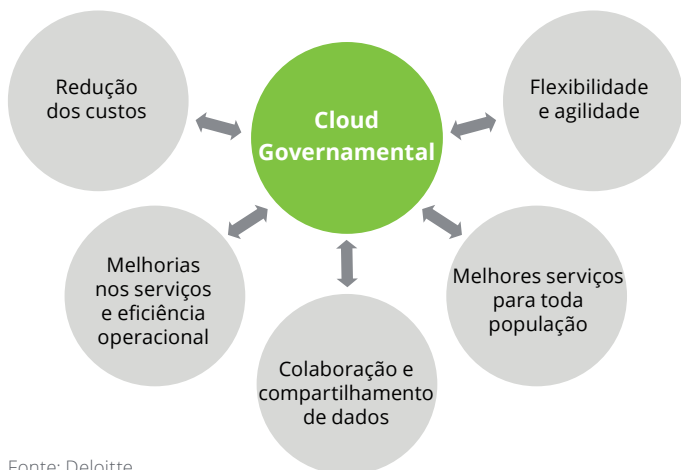 Redução
dos custos
Cloud
Governamental
Flexibilidade
e agilidade
Melhorias
nos serviços
e eficiência
operacional
Colaboração e
compartilhamento
de dados
Melhores serviços
para toda
população
Fonte: Deloitte